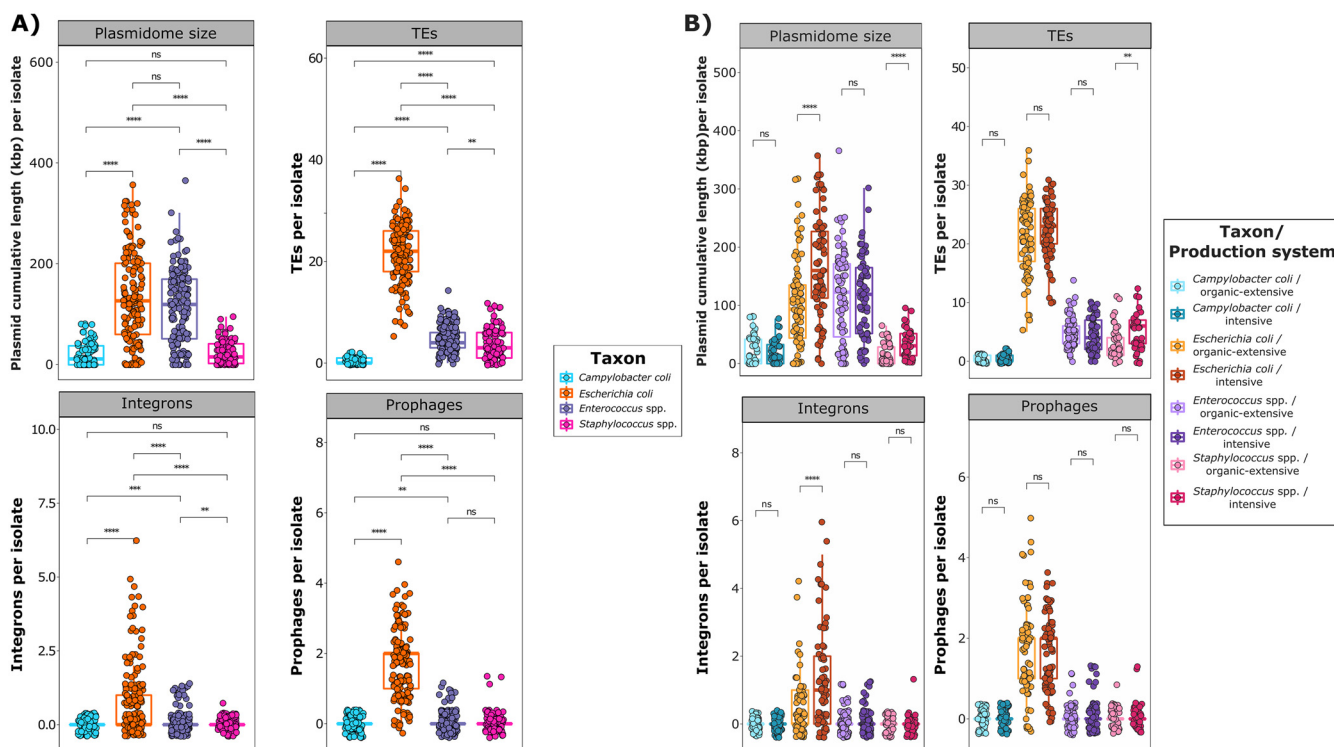 A)
Plasmidome size
Plasmid cumulative length (kbp) per isolate
600
400
200
0
ns
ns
****
****
****
****
TEs
TEs per isolate
60
40
20
0
****
****
****
****
**
****
Integrons
Integrons per isolate
10.0
7.5
5.0
2.5
0.0
ns
****
****
***
**
****
Prophages
Prophages per isolate
8
6
4
2
0
ns
****
****
**
ns
****
Taxon
Campylobacter coli
Escherichia coli
Enterococcus spp.
Staphylococcus spp.
B)
Plasmidome size
Plasmid cumulative length (kbp)per isolate
500
400
300
200
100
0
ns
****
ns
****
TEs
TEs per isolate
50
40
30
20
10
0
ns
ns
ns
**
Integrons
Integrons per isolate
8
6
4
2
0
ns
****
ns
ns
Prophages
Prophages per isolate
6
4
2
0
ns
ns
ns
ns
Taxon/
Production system
Campylobacter coli /
organic-extensive
Campylobacter coli /
intensive
Escherichia coli /
organic-extensive
Escherichia coli /
intensive
Enterococcus spp. /
organic-extensive
Enterococcus spp. /
intensive
Staphylococcus spp. /
organic-extensive
Staphylococcus spp. /
intensive